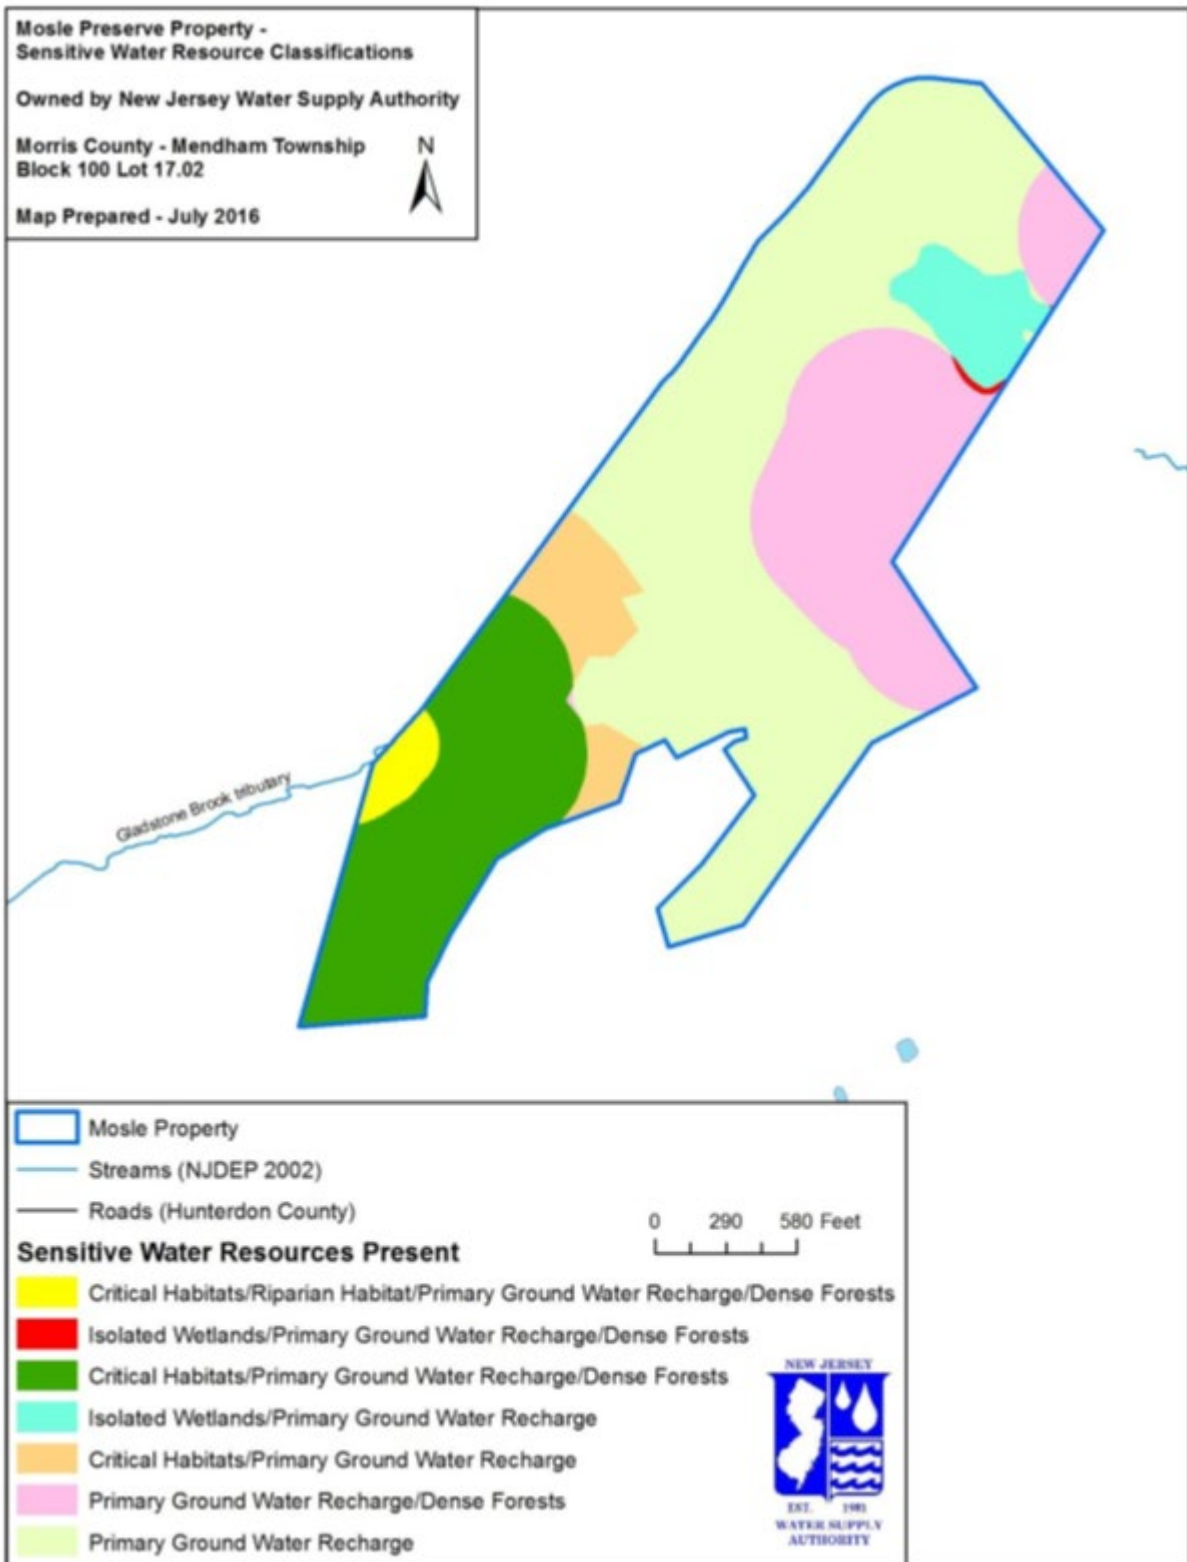 Mosle Preserve Property -
Sensitive Water Resource Classifications
Owned by New Jersey Water Supply Authority
Morris County - Mendham Township
Block 100 Lot 17.02
Map Prepared - July 2016
N
Gladstone Brook tributary
Mosle Property
Streams (NJDEP 2002)
Roads (Hunterdon County)
0 290 580 Feet
Sensitive Water Resources Present
Critical Habitats/Riparian Habitat/Primary Ground Water Recharge/Dense Forests
Isolated Wetlands/Primary Ground Water Recharge/Dense Forests
Critical Habitats/Primary Ground Water Recharge/Dense Forests
Isolated Wetlands/Primary Ground Water Recharge
Critical Habitats/Primary Ground Water Recharge
Primary Ground Water Recharge/Dense Forests
Primary Ground Water Recharge
NEW JERSEY
EST. 1981
WATER SUPPLY
AUTHORITY